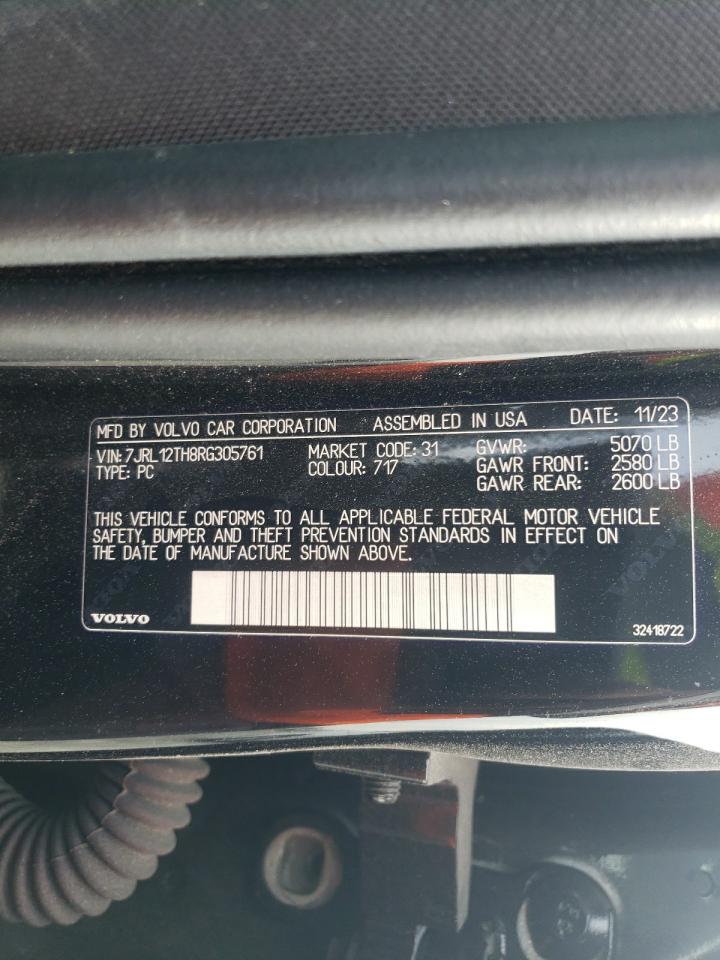 MFD BY VOLVO CAR CORPORATION ASSEMBLED IN USA DATE: 11/23
VIN: 7JRL12TH8RG305761 MARKET CODE: 31 GVWR: 5070 LB
TYPE: PC COLOUR: 717 GAWR FRONT: 2580 LB
GAWR REAR: 2600 LB
THIS VEHICLE CONFORMS TO ALL APPLICABLE FEDERAL MOTOR VEHICLE
SAFETY, BUMPER AND THEFT PREVENTION STANDARDS IN EFFECT ON
THE DATE OF MANUFACTURE SHOWN ABOVE.
VOLVO 32418722